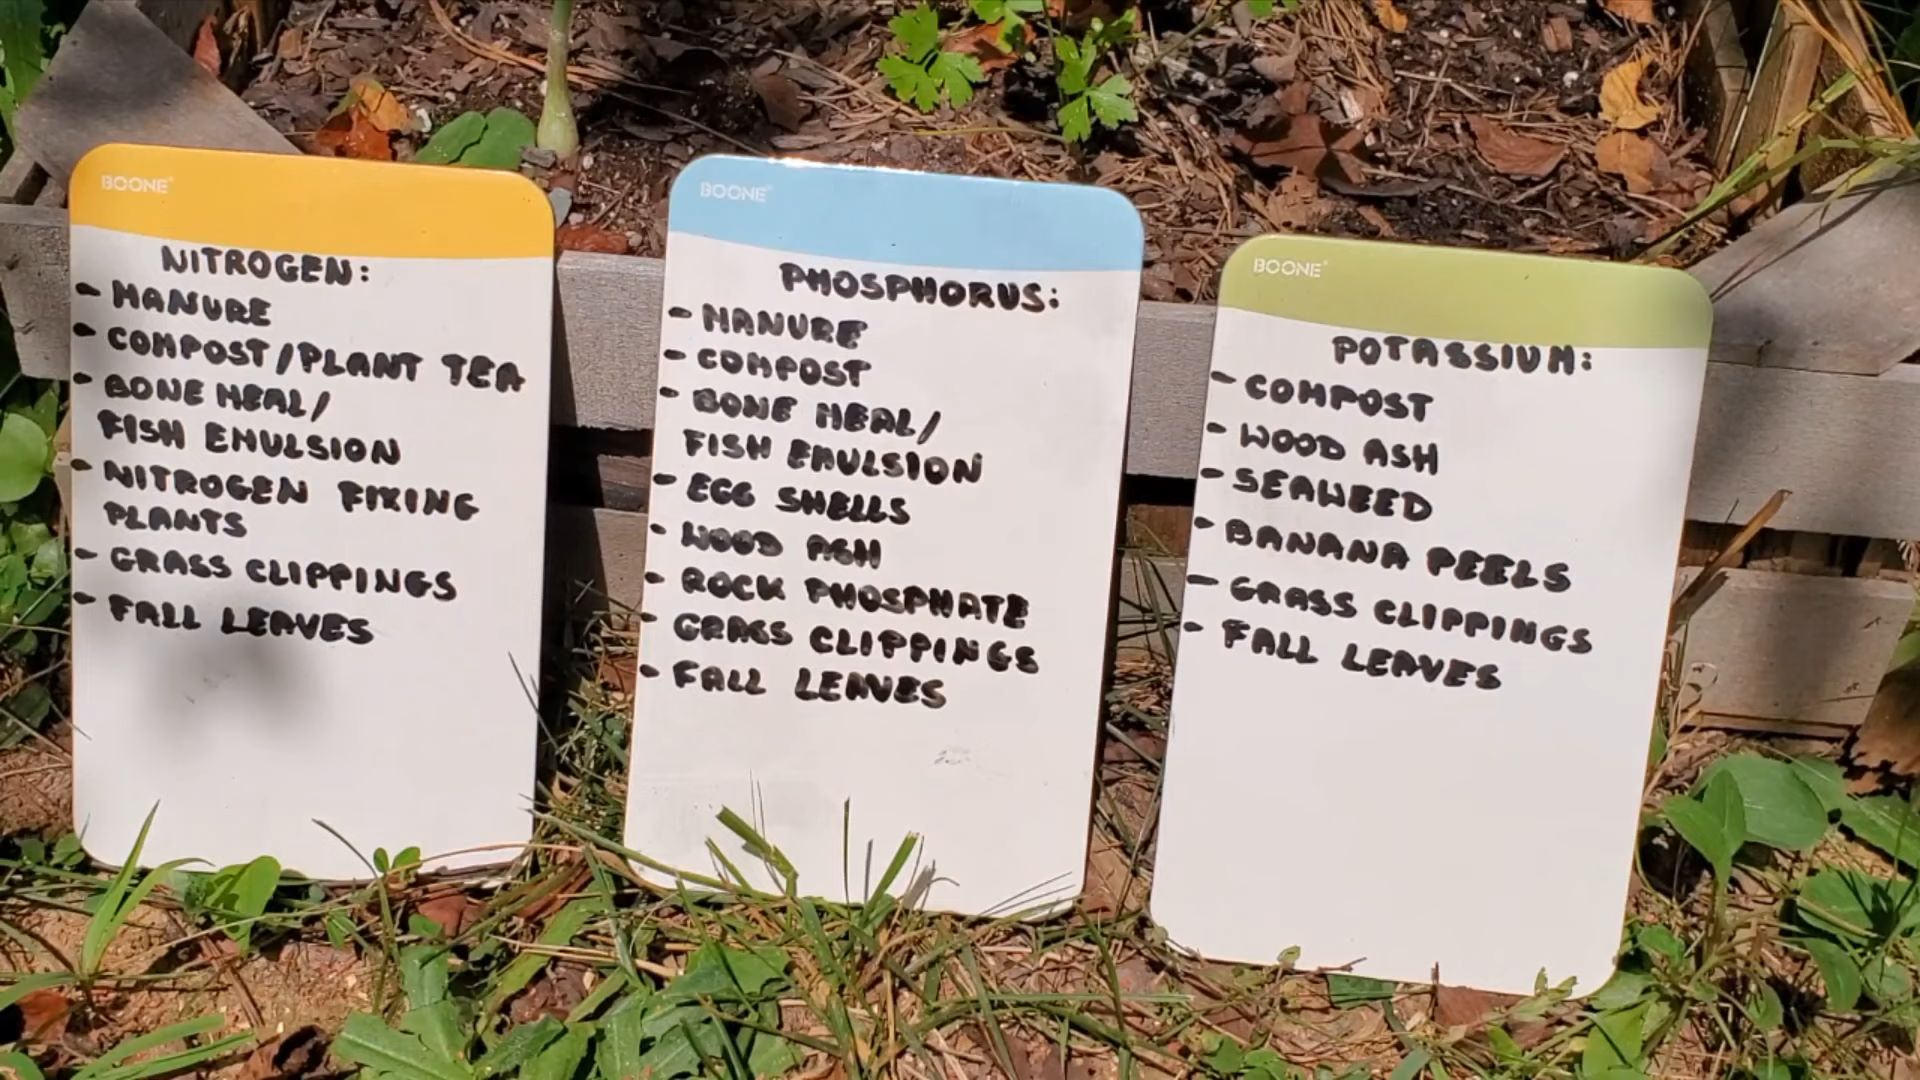 BOONE®
NITROGEN:
- MANURE
- COMPOST/PLANT TEA
- BONE MEAL/
FISH EMULSION
- NITROGEN FIXING
PLANTS
- GRASS CLIPPINGS
- FALL LEAVES
BOONE®
PHOSPHORUS:
- MANURE
- COMPOST
- BONE MEAL/
FISH EMULSION
- EGG SHELLS
- WOOD ASH
- ROCK PHOSPHATE
- GRASS CLIPPINGS
- FALL LEAVES
BOONE®
POTASSIUM:
- COMPOST
- WOOD ASH
- SEAWEED
- BANANA PEELS
- GRASS CLIPPINGS
- FALL LEAVES